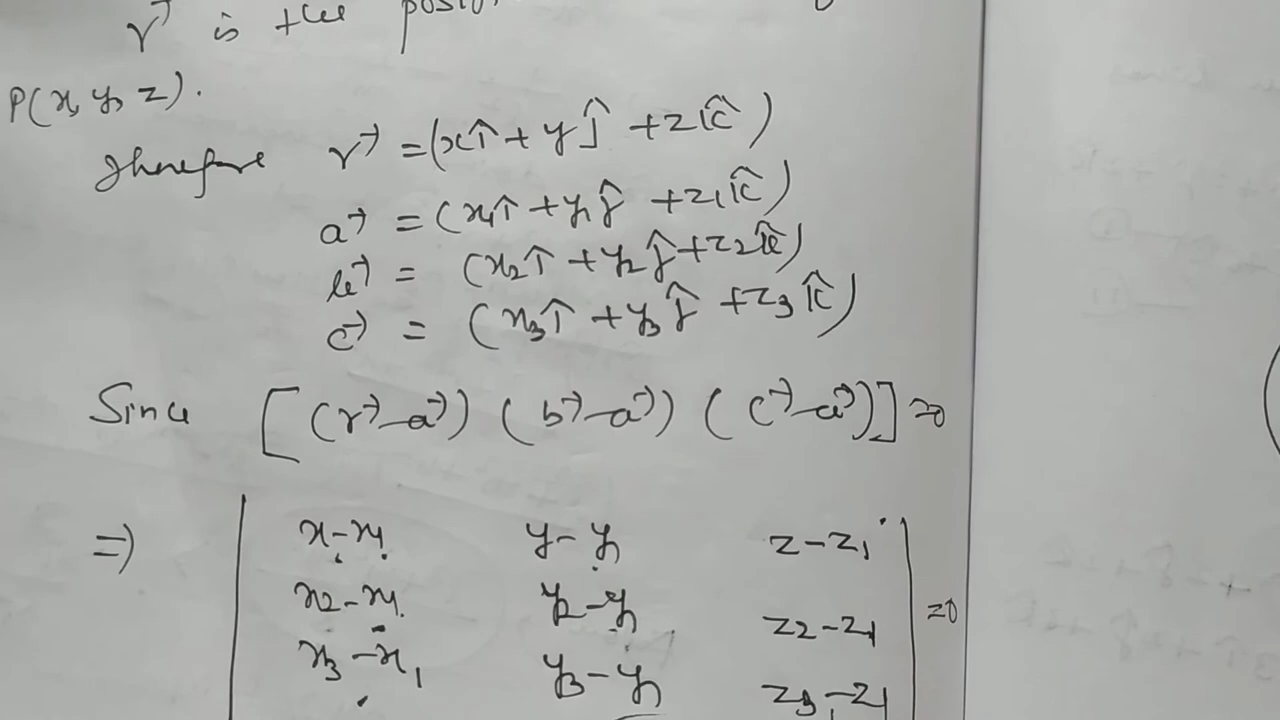 r⃗ is the
P(x, y, z).
Therefore r⃗ = (xî + yĵ + zk̂)
a⃗ = (x₁î + y₁ĵ + z₁k̂)
b⃗ = (x₂î + y₂ĵ + z₂k̂)
c⃗ = (x₃î + y₃ĵ + z₃k̂)
Since [(r⃗-a⃗) (b⃗-a⃗) (c⃗-a⃗)] = 0
=> | x-x₁ y-y₁ z-z₁ |
| x₂-x₁ y₂-y₁ z₂-z₁ | =0
| x₃-x₁ y₃-y₁ z₃-z₁ |